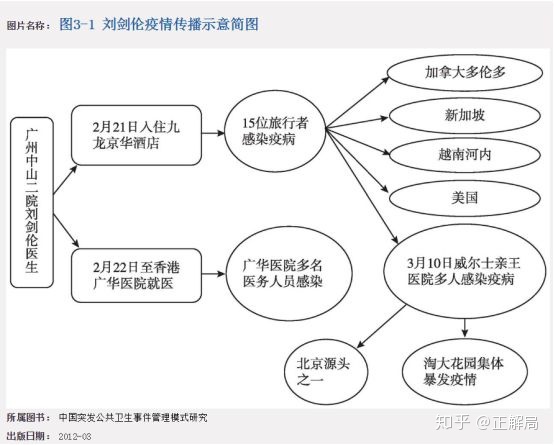 图片名称： 图3-1 刘剑伦疫情传播示意简图
广州中山二院刘剑伦医生
2月21日入住九
龙京华酒店
15位旅行者
感染疫病
加拿大多伦多
新加坡
越南河内
美国
2月22日至香港
广华医院就医
广华医院多名
医务人员感染
3月10日威尔士亲王
医院多人感染疫病
北京源头
之一
淘大花园集体
暴发疫情
所属图书： 中国突发公共卫生事件管理模式研究
出版日期： 2012-03
知乎 @正解局